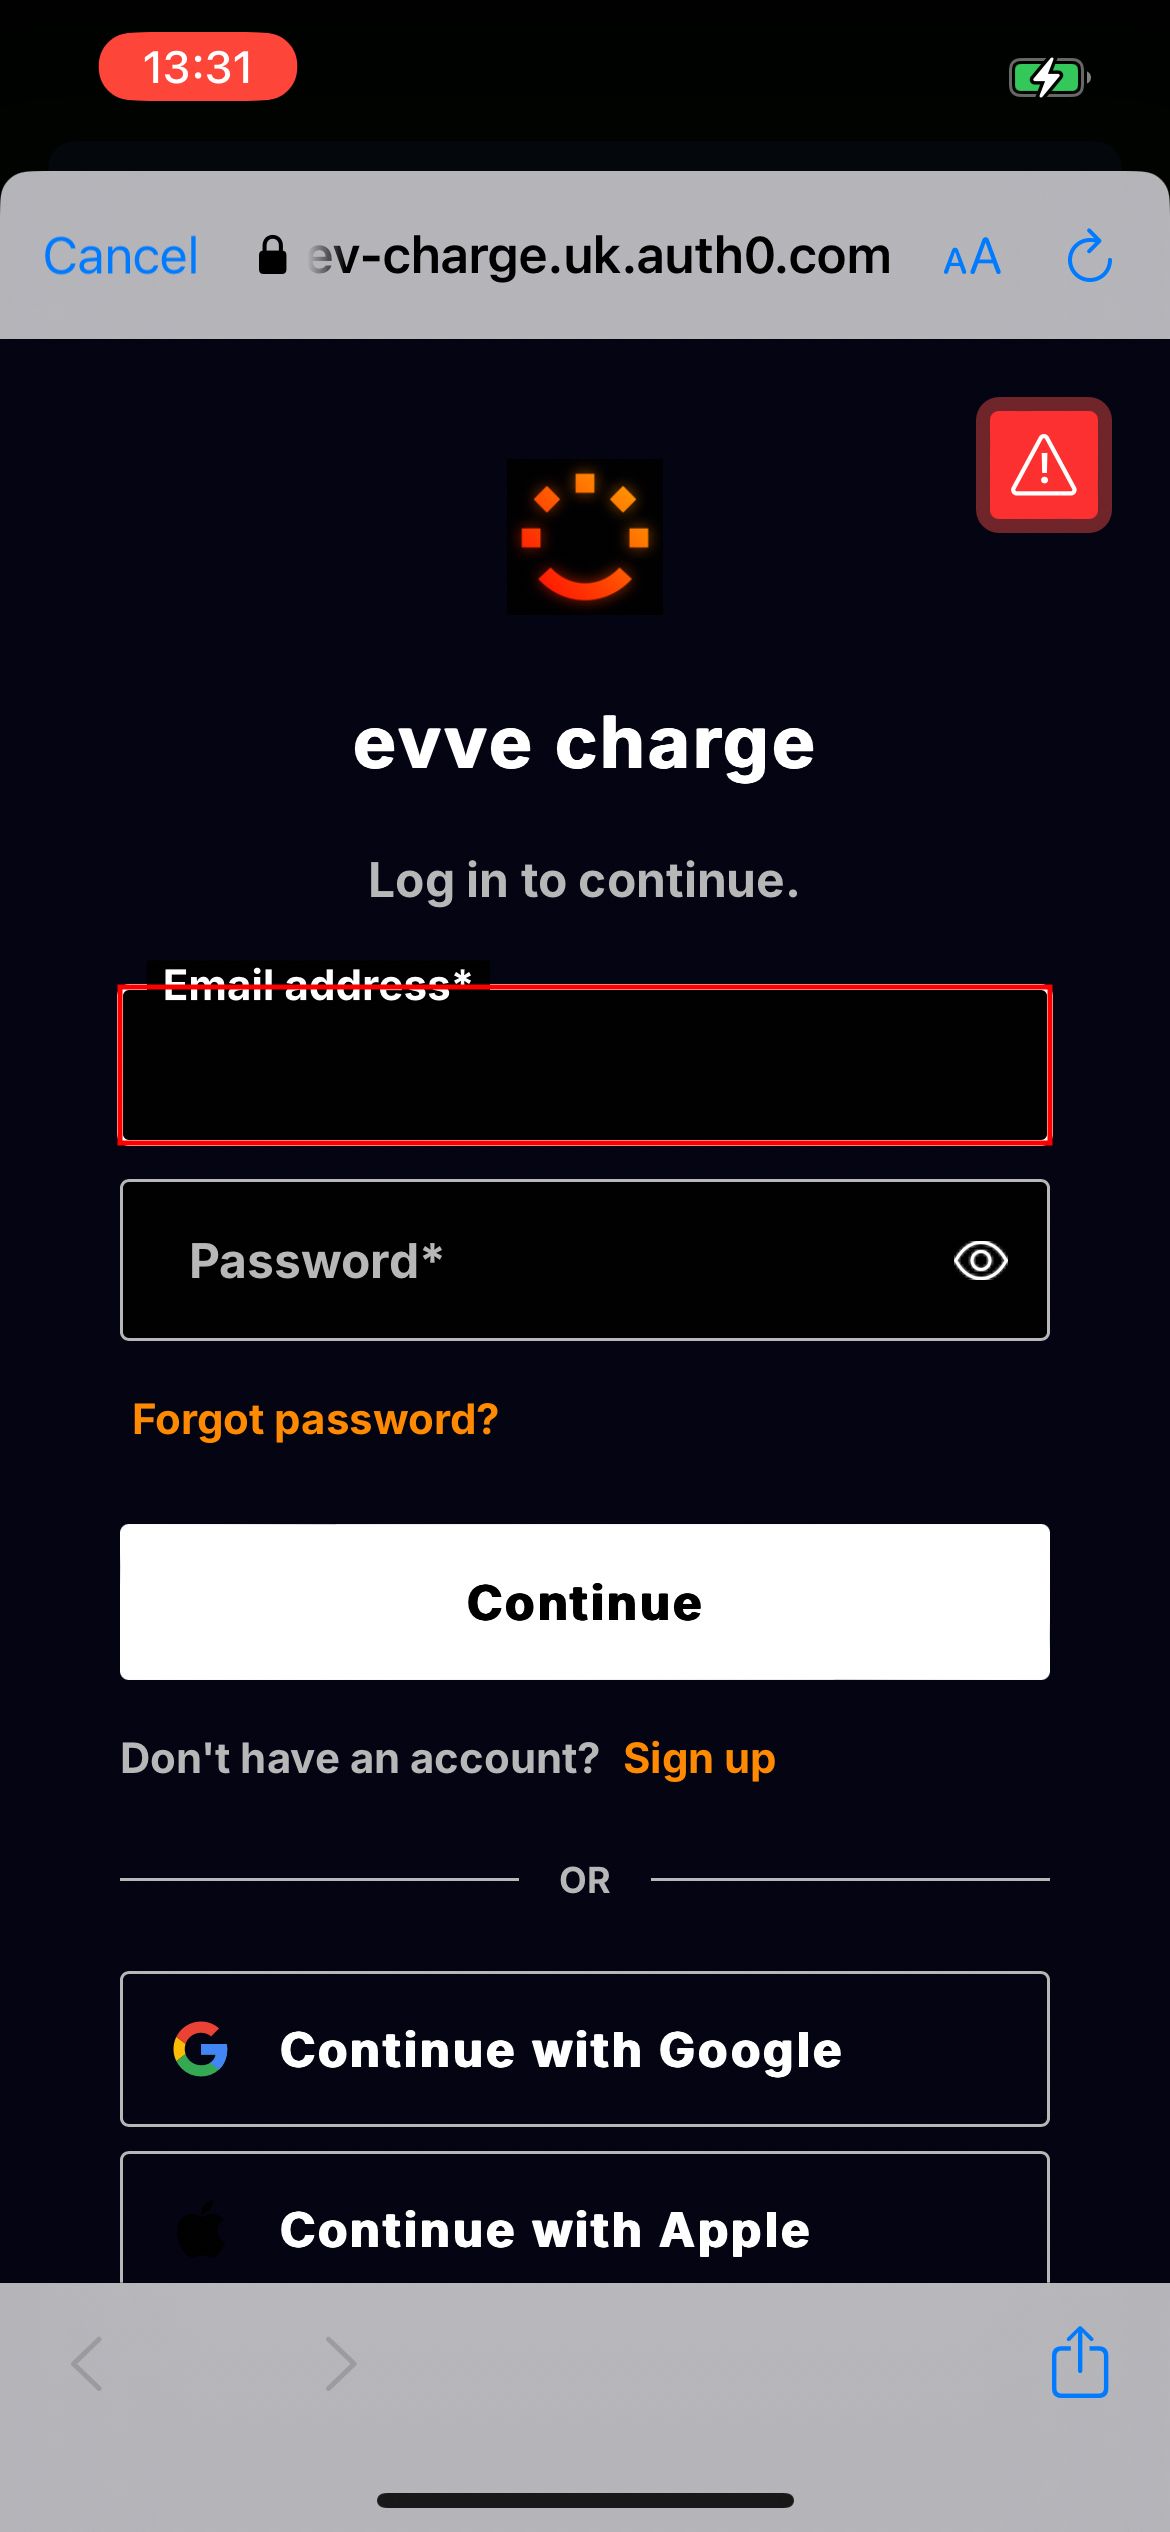 13:31
Cancel
ev-charge.uk.auth0.com
AA
evve charge
Log in to continue.
Email address*
Password*
Forgot password?
Continue
Don't have an account? Sign up
OR
Continue with Google
Continue with Apple